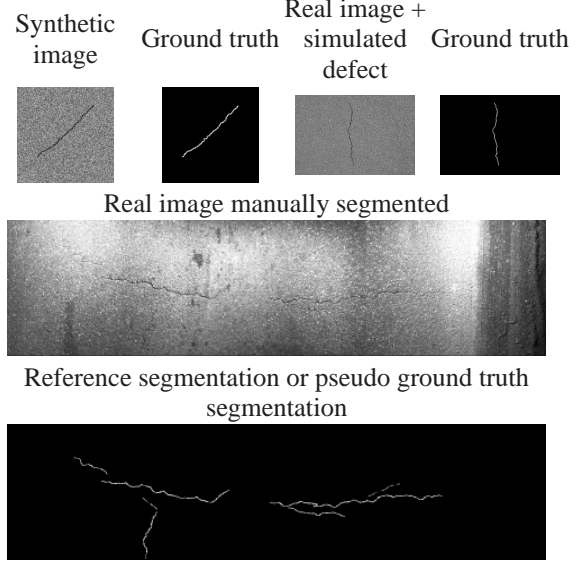 Synthetic image
Ground truth
Real image + simulated defect
Ground truth
Real image manually segmented
Reference segmentation or pseudo ground truth
segmentation